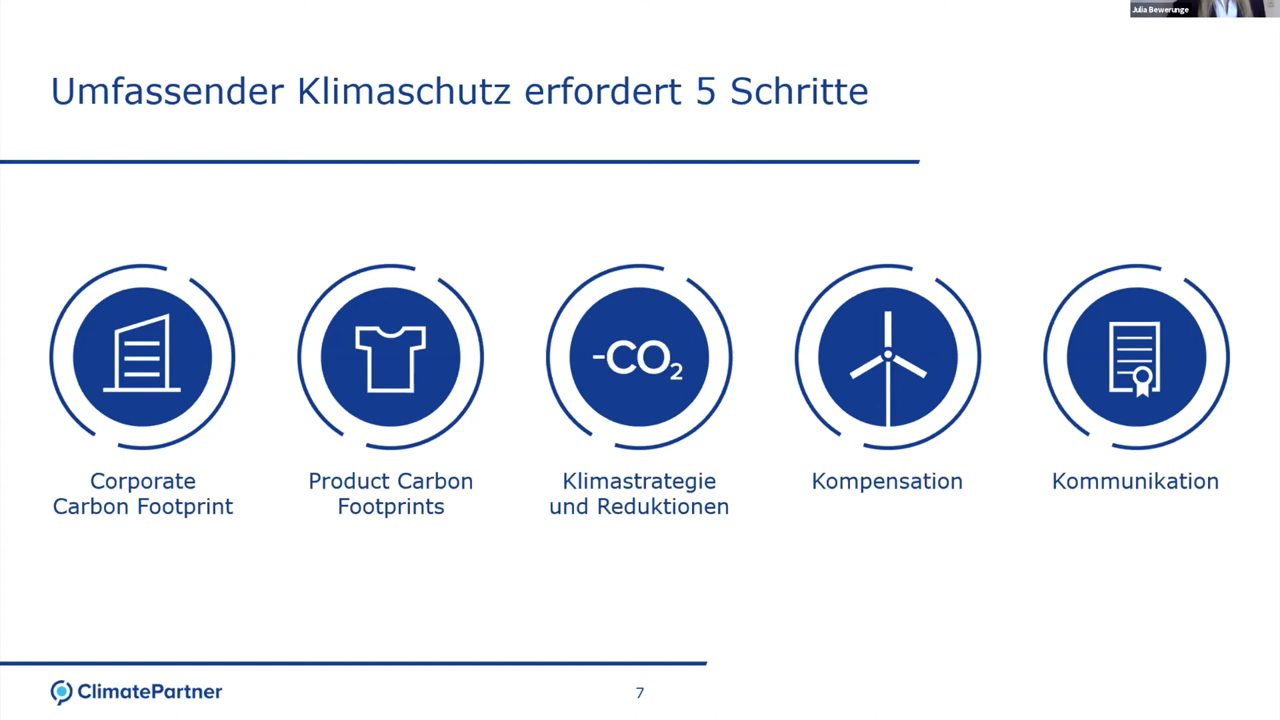 Julia Bewerunge
Umfassender Klimaschutz erfordert 5 Schritte
-CO₂
Corporate
Carbon Footprint
Product Carbon
Footprints
Klimastrategie
und Reduktionen
Kompensation
Kommunikation
ClimatePartner
7